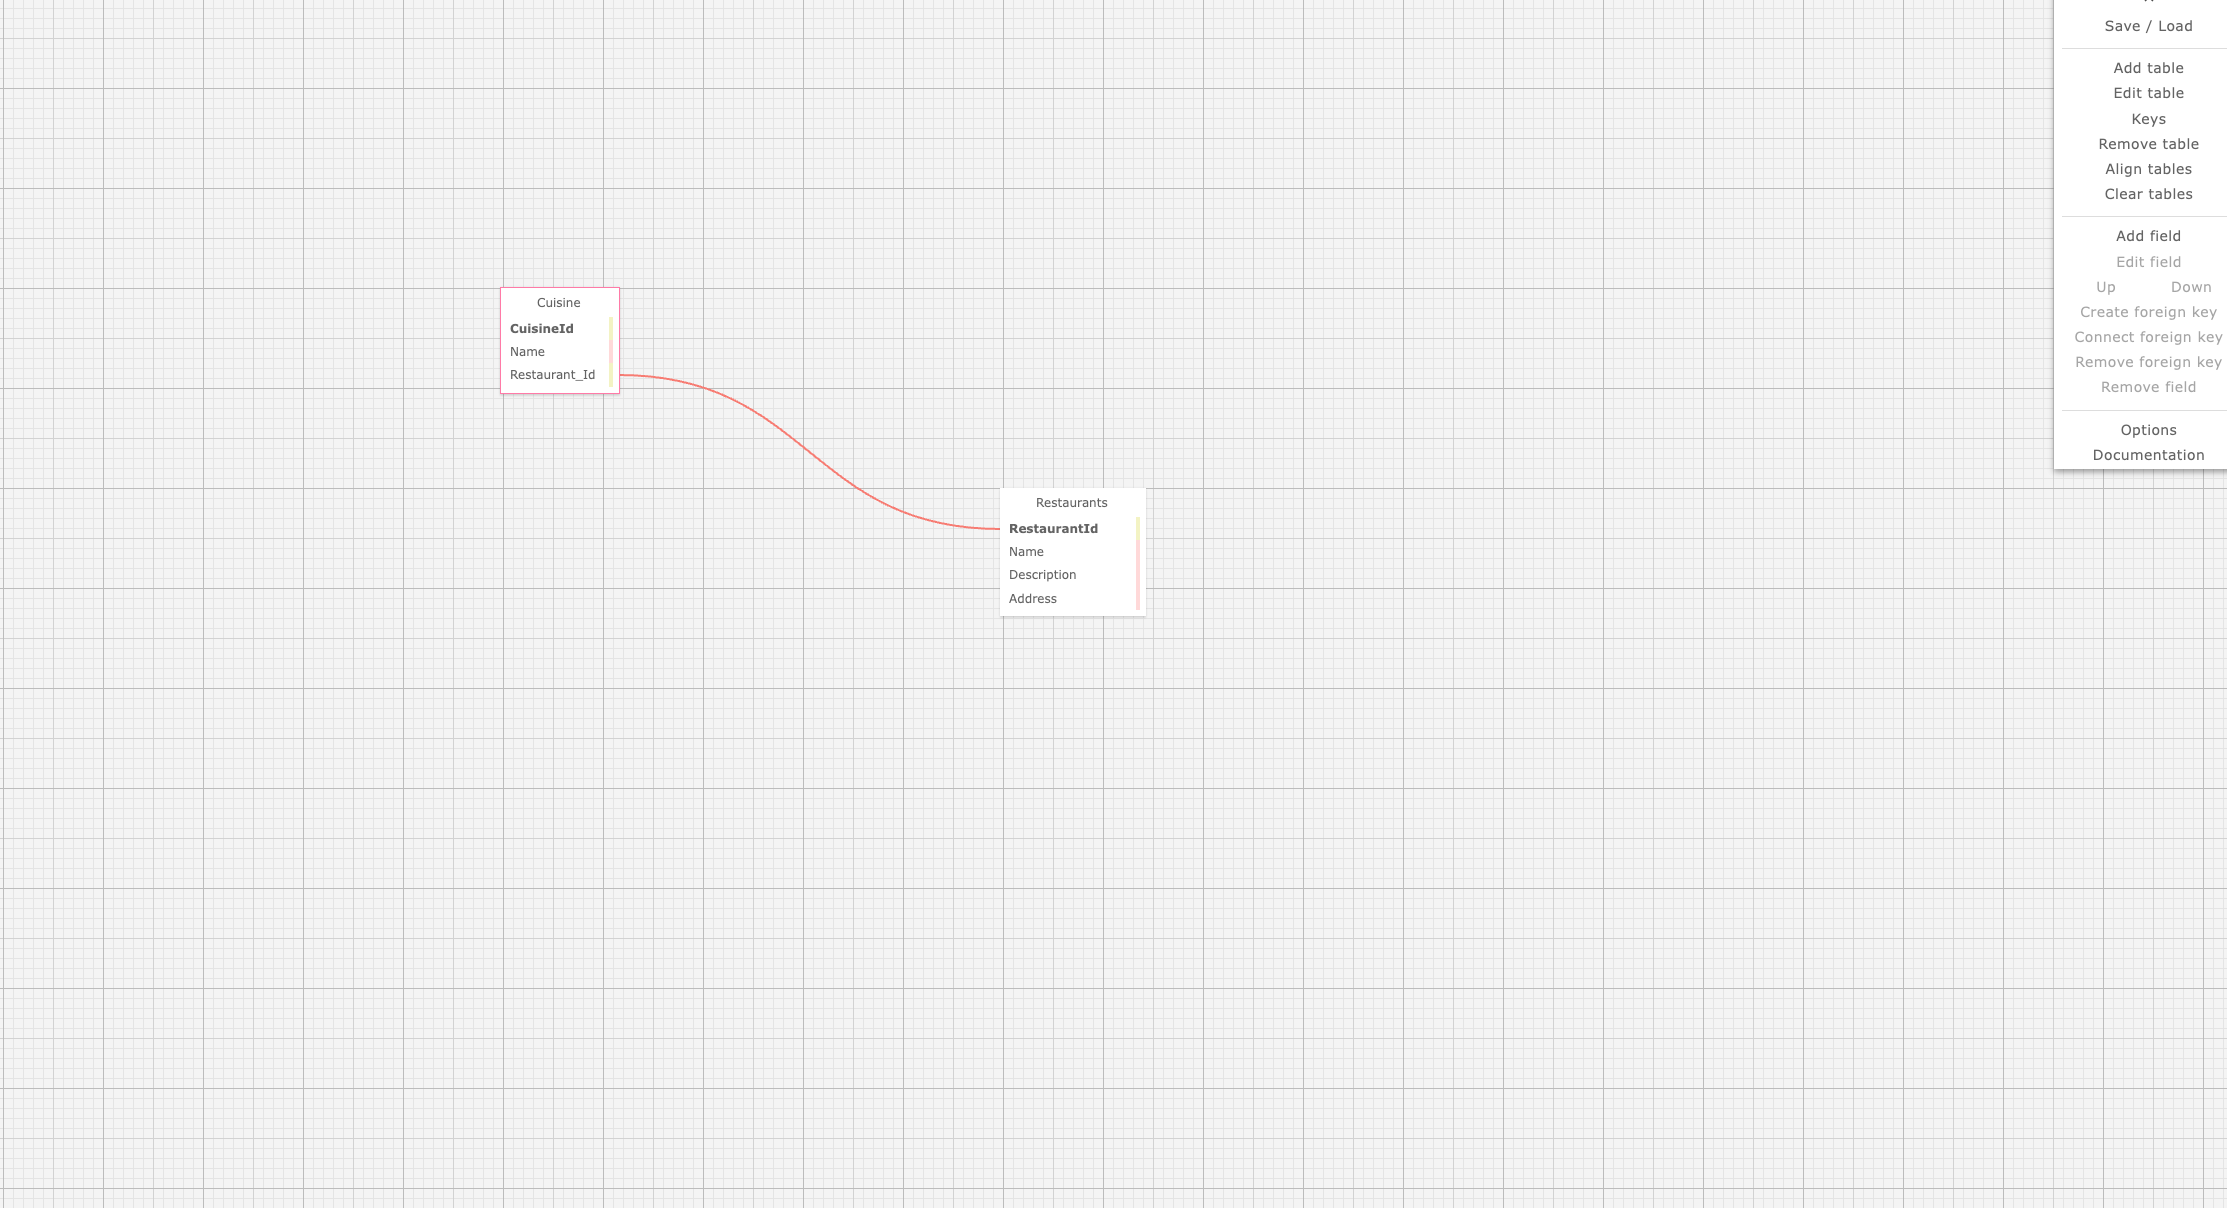 Save / Load
Add table
Edit table
Keys
Remove table
Align tables
Clear tables
Add field
Edit field
Up Down
Create foreign key
Connect foreign key
Remove foreign key
Remove field
Options
Documentation
Cuisine
CuisineId
Name
Restaurant_Id
Restaurants
RestaurantId
Name
Description
Address